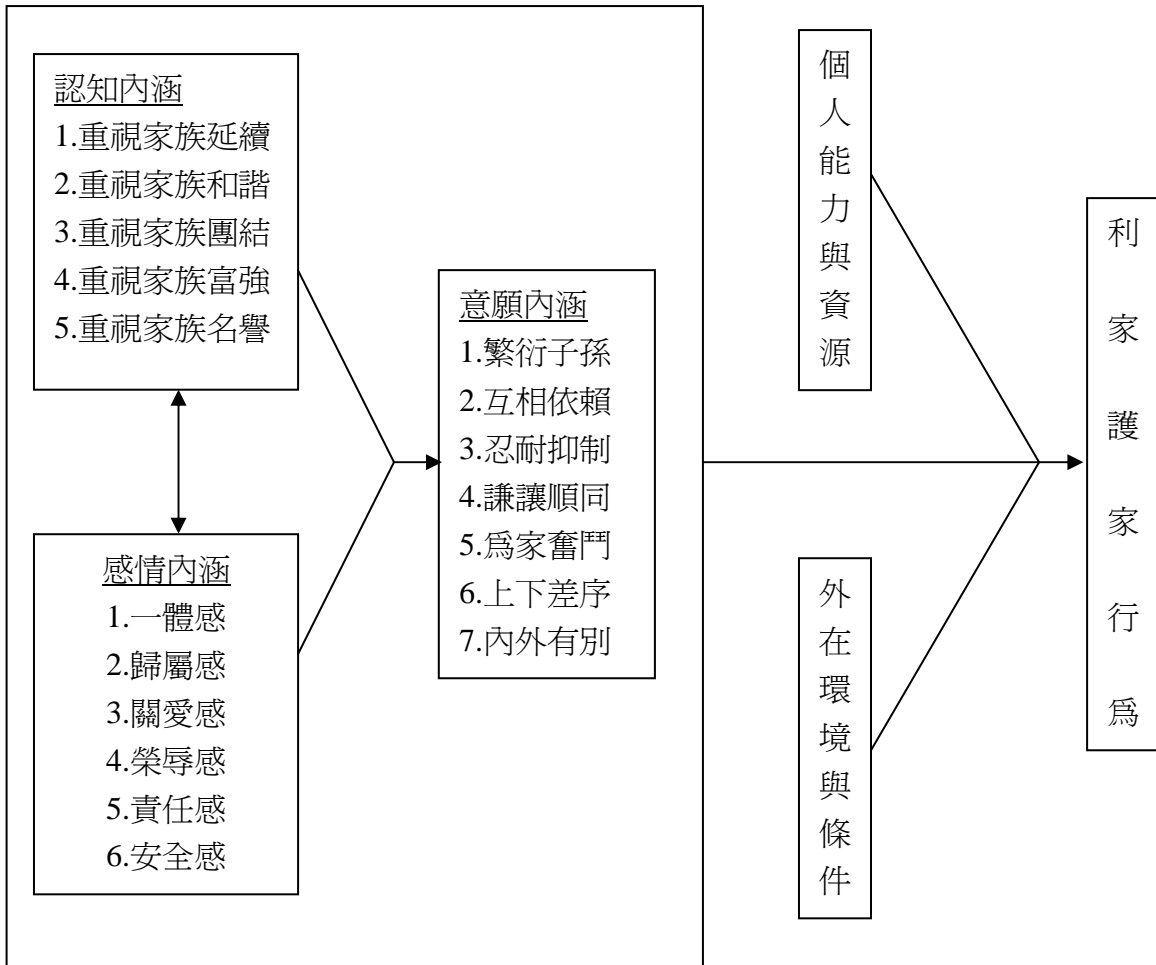 認知內涵
1.重視家族延續
2.重視家族和諧
3.重視家族團結
4.重視家族富強
5.重視家族名譽
感情內涵
1.一體感
2.歸屬感
3.關愛感
4.榮辱感
5.責任感
6.安全感
意願內涵
1.繁衍子孫
2.互相依賴
3.忍耐抑制
4.謙讓順同
5.爲家奮鬥
6.上下差序
7.內外有別
個人能力與資源
外在環境與條件
利家護家行爲